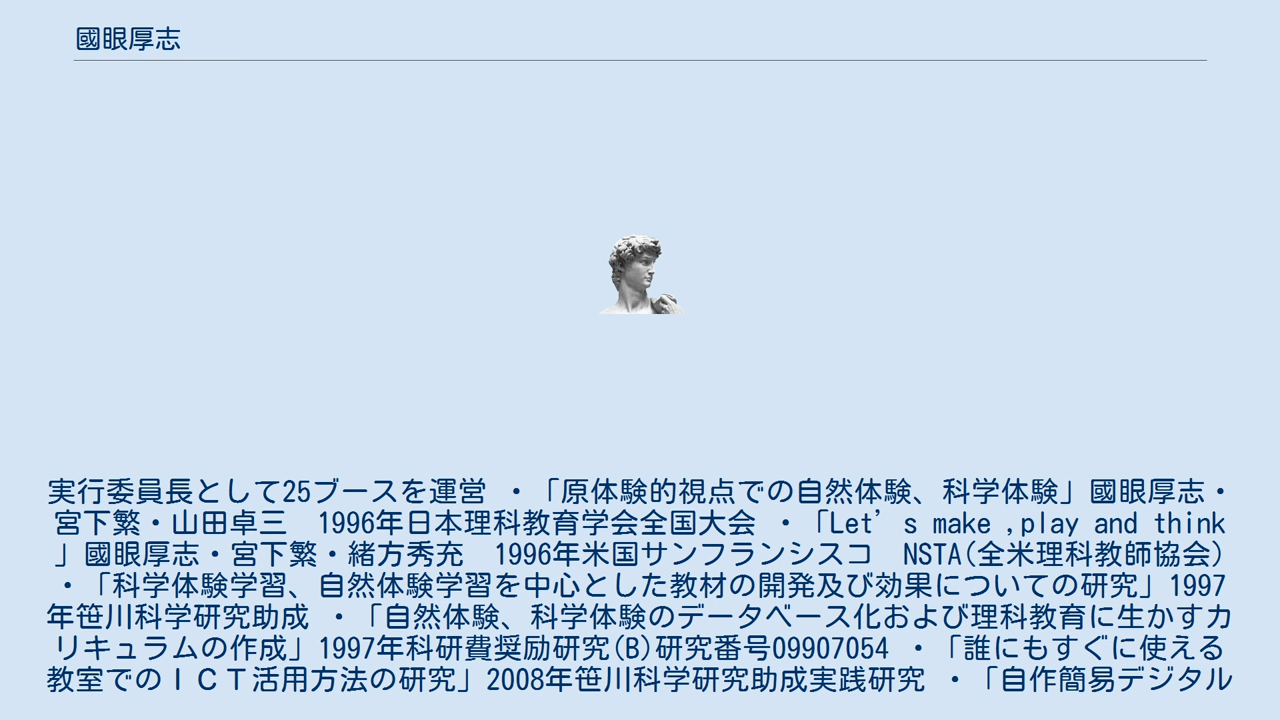 國眼厚志
実行委員長として25ブースを運営 ・「原体験的視点での自然体験、科学体験」國眼厚志・
宮下繁・山田卓三　1996年日本理科教育学会全国大会 ・「Let’s make ,play and think
」國眼厚志・宮下繁・緒方秀充　1996年米国サンフランシスコ　NSTA(全米理科教師協会)
・「科学体験学習、自然体験学習を中心とした教材の開発及び効果についての研究」1997
年笹川科学研究助成 ・「自然体験、科学体験のデータベース化および理科教育に生かすカ
リキュラムの作成」1997年科研費奨励研究(B)研究番号09907054 ・「誰にもすぐに使える
教室でのＩＣＴ活用方法の研究」2008年笹川科学研究助成実践研究 ・「自作簡易デジタル